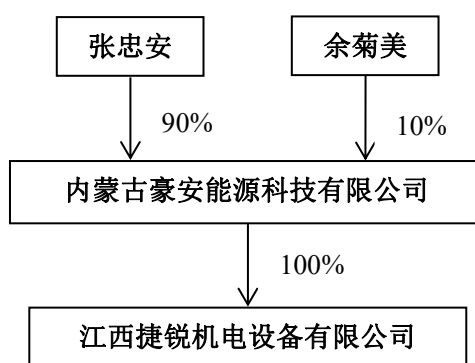 张忠安 余菊美
90% 10%
内蒙古豪安能源科技有限公司
100%
江西捷锐机电设备有限公司